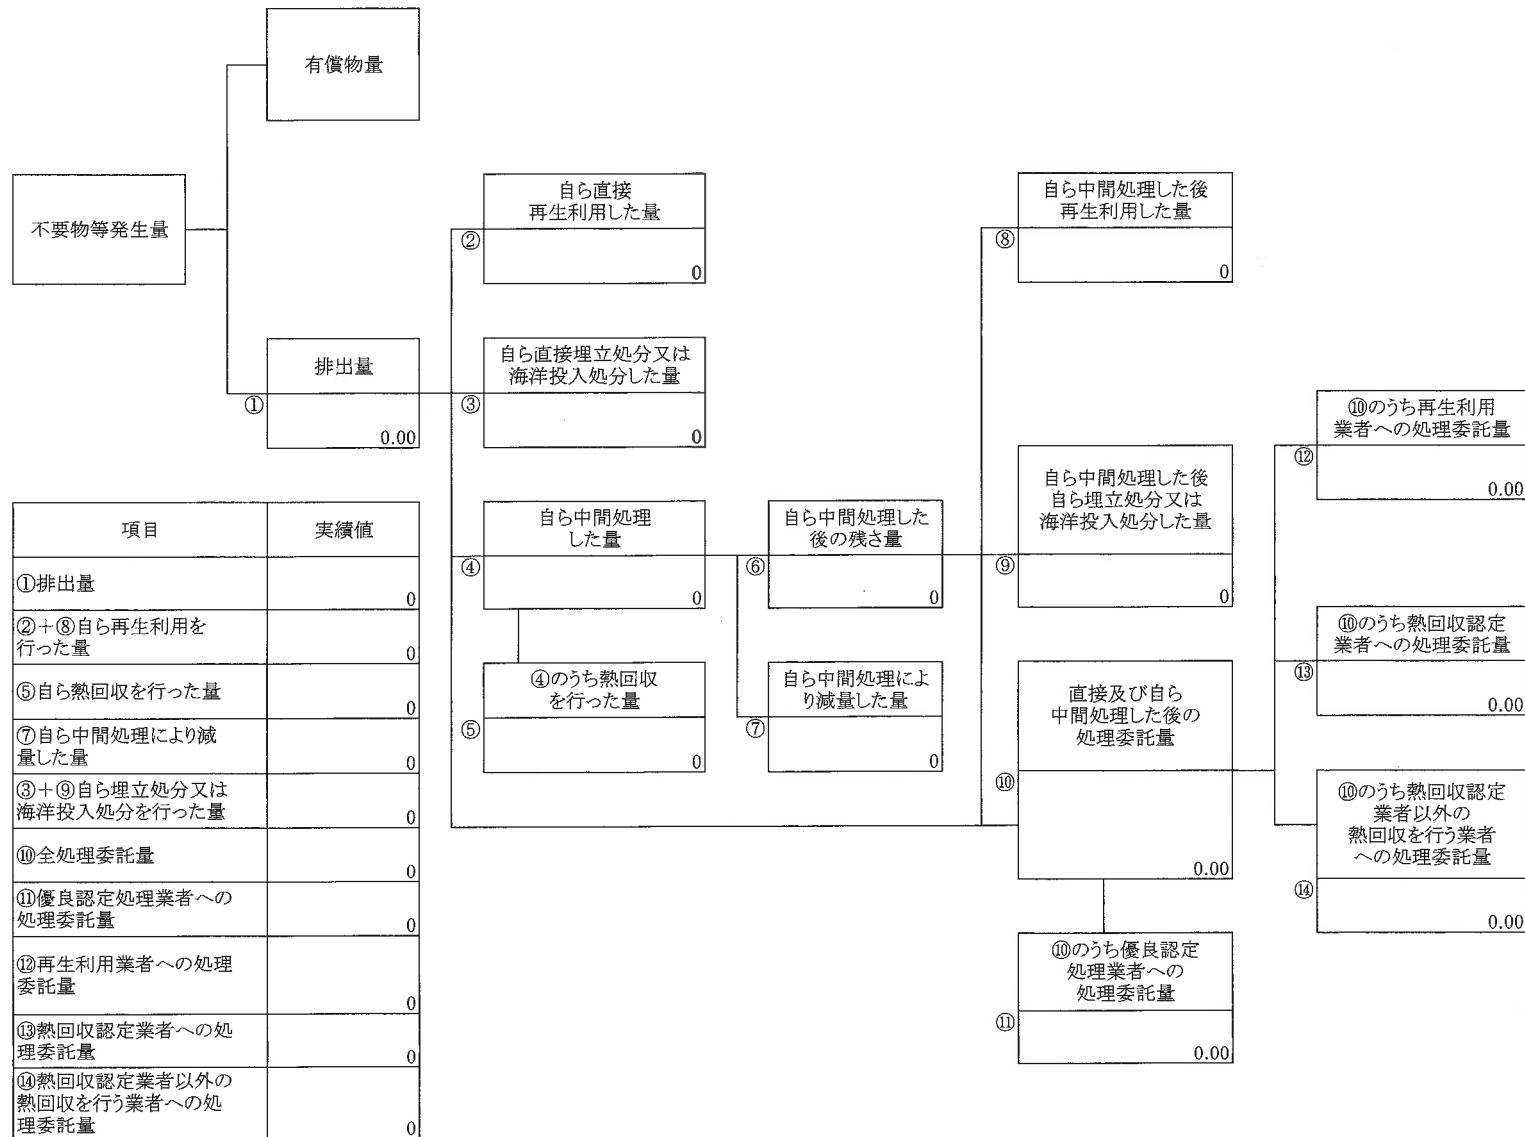 有償物量
不要物等発生量
排出量
①
0.00
自ら直接
再生利用した量
②
0
自ら直接埋立処分又は
海洋投入処分した量
③
0
自ら中間処理
した量
④
0
④のうち熱回収
を行った量
⑤
0
自ら中間処理した
後の残さ量
⑥
0
自ら中間処理によ
り減量した量
⑦
0
自ら中間処理した後
再生利用した量
⑧
0
自ら中間処理した後
自ら埋立処分又は
海洋投入処分した量
⑨
0
直接及び自ら
中間処理した後の
処理委託量
⑩
0.00
⑩のうち優良認定
処理業者への
処理委託量
⑪
0.00
⑩のうち再生利用
業者への処理委託量
⑫
0.00
⑩のうち熱回収認定
業者への処理委託量
⑬
0.00
⑩のうち熱回収認定
業者以外の
熱回収を行う業者
への処理委託量
⑭
0.00
項目 実績値
①排出量
0
②＋⑧自ら再生利用を
行った量
0
⑤自ら熱回収を行った量
0
⑦自ら中間処理により減
量した量
0
③＋⑨自ら埋立処分又は
海洋投入処分を行った量
0
⑩全処理委託量
0
⑪優良認定処理業者への
処理委託量
0
⑫再生利用業者への処理
委託量
0
⑬熱回収認定業者への処
理委託量
0
⑭熱回収認定業者以外の
熱回収を行う業者への処
理委託量
0